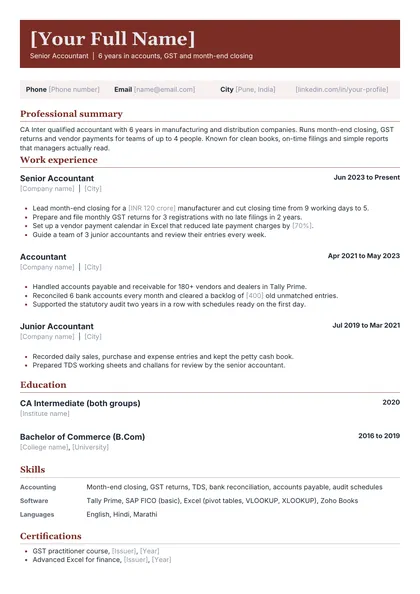 [Your Full Name]
Senior Accountant | 6 years in accounts, GST and month-end closing
Phone [Phone number] Email [name@email.com] City [Pune, India] [linkedin.com/in/your-profile]
Professional summary
CA Inter qualified accountant with 6 years in manufacturing and distribution companies. Runs month-end closing, GST
returns and vendor payments for teams of up to 4 people. Known for clean books, on-time filings and simple reports
that managers actually read.
Work experience
Senior Accountant Jun 2023 to Present
[Company name] | [City]
• Lead month-end closing for a [INR 120 crore] manufacturer and cut closing time from 9 working days to 5.
• Prepare and file monthly GST returns for 3 registrations with no late filings in 2 years.
• Set up a vendor payment calendar in Excel that reduced late payment charges by [70%].
• Guide a team of 3 junior accountants and review their entries every week.
Accountant Apr 2021 to May 2023
[Company name] | [City]
• Handled accounts payable and receivable for 180+ vendors and dealers in Tally Prime.
• Reconciled 6 bank accounts every month and cleared a backlog of [400] old unmatched entries.
• Supported the statutory audit two years in a row with schedules ready on the first day.
Junior Accountant Jul 2019 to Mar 2021
[Company name] | [City]
• Recorded daily sales, purchase and expense entries and kept the petty cash book.
• Prepared TDS working sheets and challans for review by the senior accountant.
Education
CA Intermediate (both groups) 2020
[Institute name]
Bachelor of Commerce (B.Com) 2016 to 2019
[College name], [University]
Skills
Accounting Month-end closing, GST returns, TDS, bank reconciliation, accounts payable, audit schedules
Software Tally Prime, SAP FICO (basic), Excel (pivot tables, VLOOKUP, XLOOKUP), Zoho Books
Languages English, Hindi, Marathi
Certifications
• GST practitioner course, [Issuer], [Year]
• Advanced Excel for finance, [Issuer], [Year]